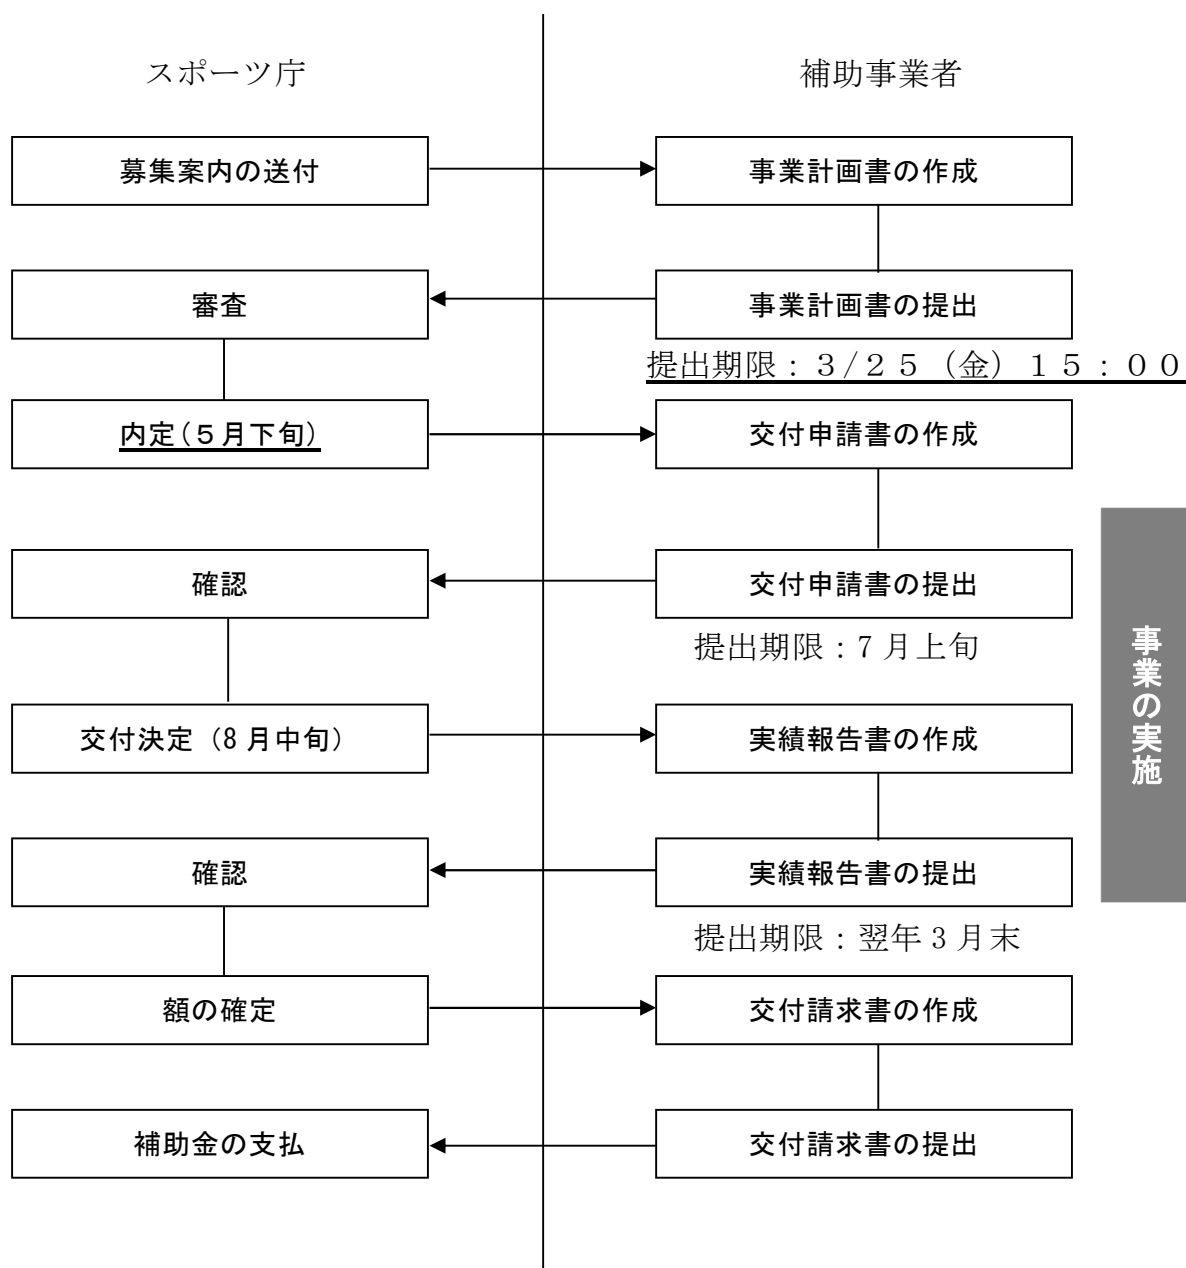 スポーツ庁
補助事業者
募集案内の送付
事業計画書の作成
審査
事業計画書の提出
提出期限：３/２５（金）１５：００
内定（５月下旬）
交付申請書の作成
確認
交付申請書の提出
提出期限：7月上旬
交付決定（8月中旬）
実績報告書の作成
確認
実績報告書の提出
提出期限：翌年3月末
額の確定
交付請求書の作成
補助金の支払
交付請求書の提出
事業の実施